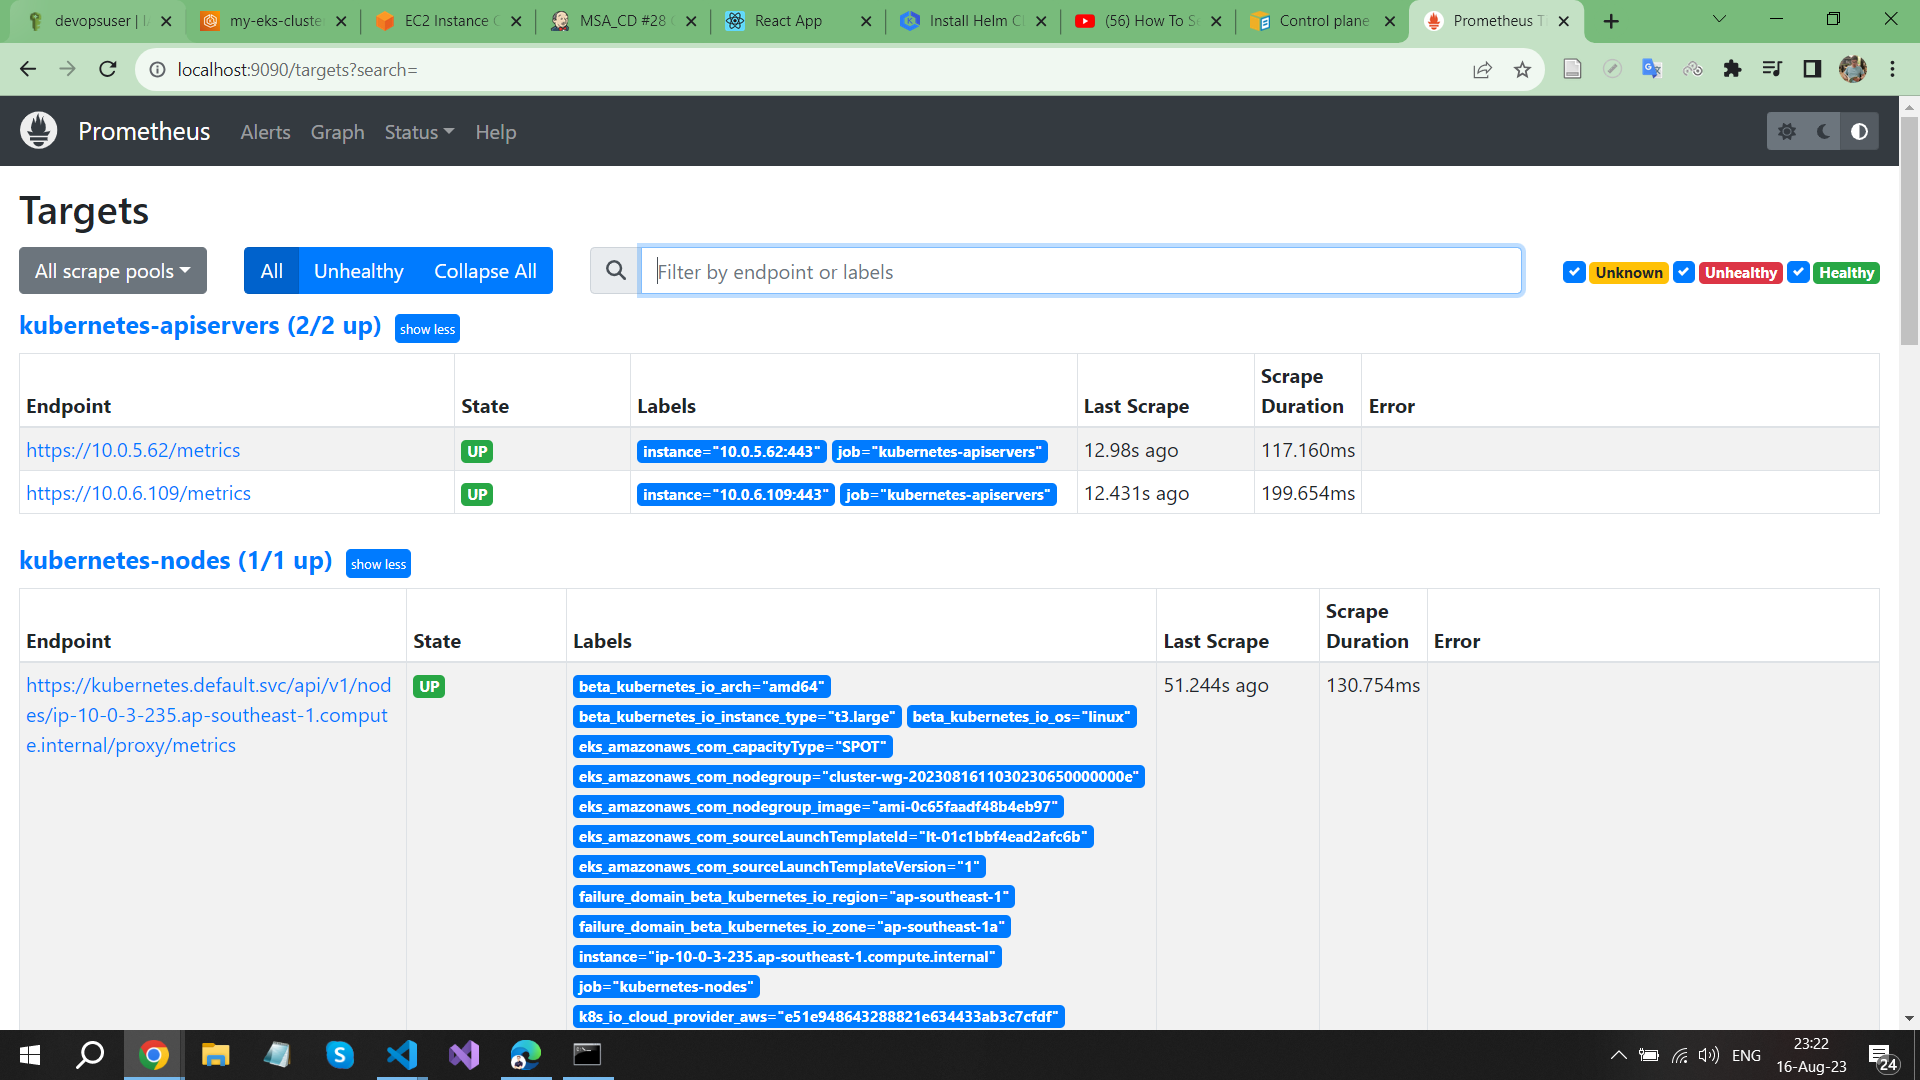 devopsuser | IA
my-eks-cluster
EC2 Instance C
MSA_CD #28 C
React App
Install Helm Cl
(56) How To Se
Control plane
Prometheus T
localhost:9090/targets?search=
Prometheus Alerts Graph Status Help
Targets
All scrape pools All Unhealthy Collapse All Filter by endpoint or labels Unknown Unhealthy Healthy
kubernetes-apiservers (2/2 up) show less
Endpoint State Labels Last Scrape Scrape Duration Error
https://10.0.5.62/metrics UP instance="10.0.5.62:443" job="kubernetes-apiservers" 12.98s ago 117.160ms
https://10.0.6.109/metrics UP instance="10.0.6.109:443" job="kubernetes-apiservers" 12.431s ago 199.654ms
kubernetes-nodes (1/1 up) show less
Endpoint State Labels Last Scrape Scrape Duration Error
https://kubernetes.default.svc/api/v1/nod UP beta_kubernetes_io_arch="amd64" 51.244s ago 130.754ms
es/ip-10-0-3-235.ap-southeast-1.comput beta_kubernetes_io_instance_type="t3.large" beta_kubernetes_io_os="linux"
e.internal/proxy/metrics eks_amazonaws_com_capacityType="SPOT"
eks_amazonaws_com_nodegroup="cluster-wg-20230816110302306500000000e"
eks_amazonaws_com_nodegroup_image="ami-0c65faadf48b4eb97"
eks_amazonaws_com_sourceLaunchTemplateId="lt-01c1bbf4ead2afc6b"
eks_amazonaws_com_sourceLaunchTemplateVersion="1"
failure_domain_beta_kubernetes_io_region="ap-southeast-1"
failure_domain_beta_kubernetes_io_zone="ap-southeast-1a"
instance="ip-10-0-3-235.ap-southeast-1.compute.internal"
job="kubernetes-nodes"
k8s_io_cloud_provider_aws="e51e948643288821e634433ab3c7cfdf"
ENG
23:22
16-Aug-23
24